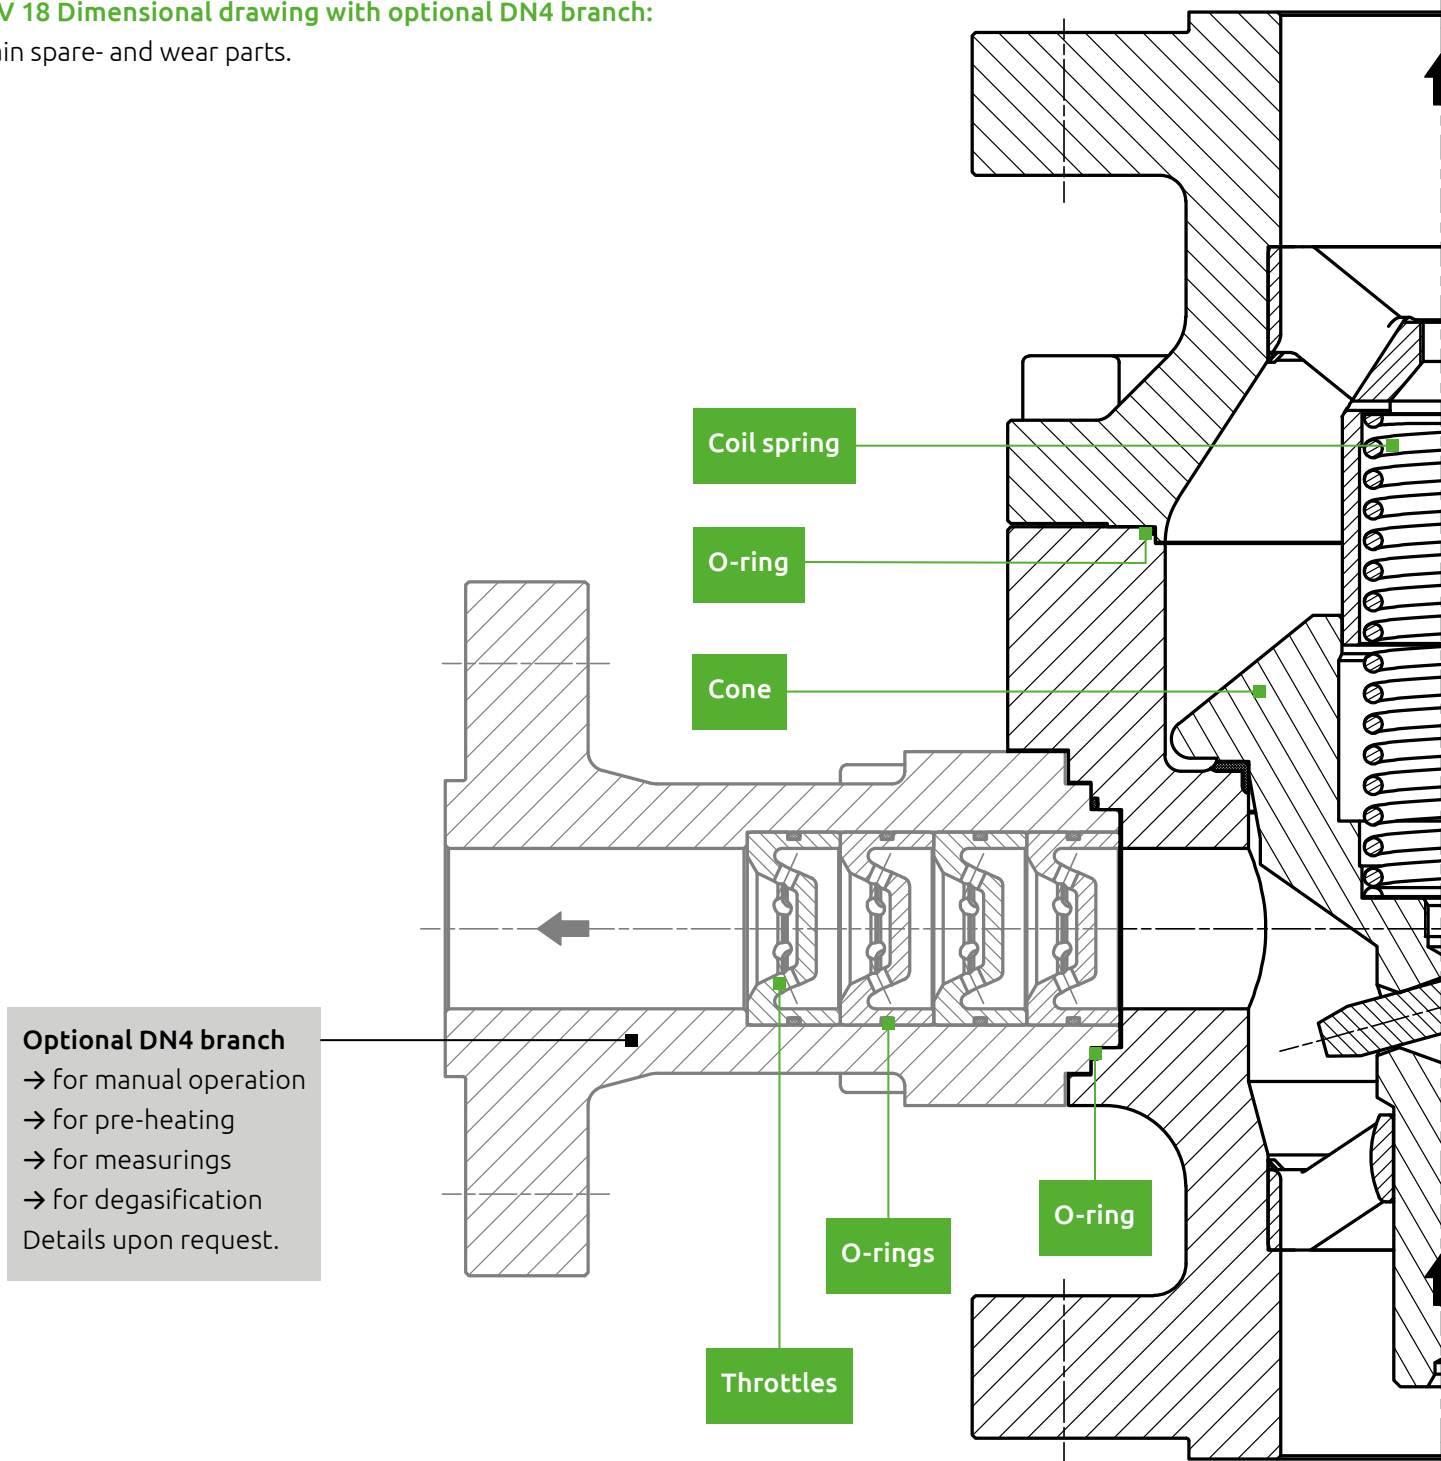 V 18 Dimensional drawing with optional DN4 branch:
ain spare- and wear parts.
Coil spring
O-ring
Cone
Optional DN4 branch
→ for manual operation
→ for pre-heating
→ for measurings
→ for degasification
Details upon request.
O-ring
O-rings
Throttles